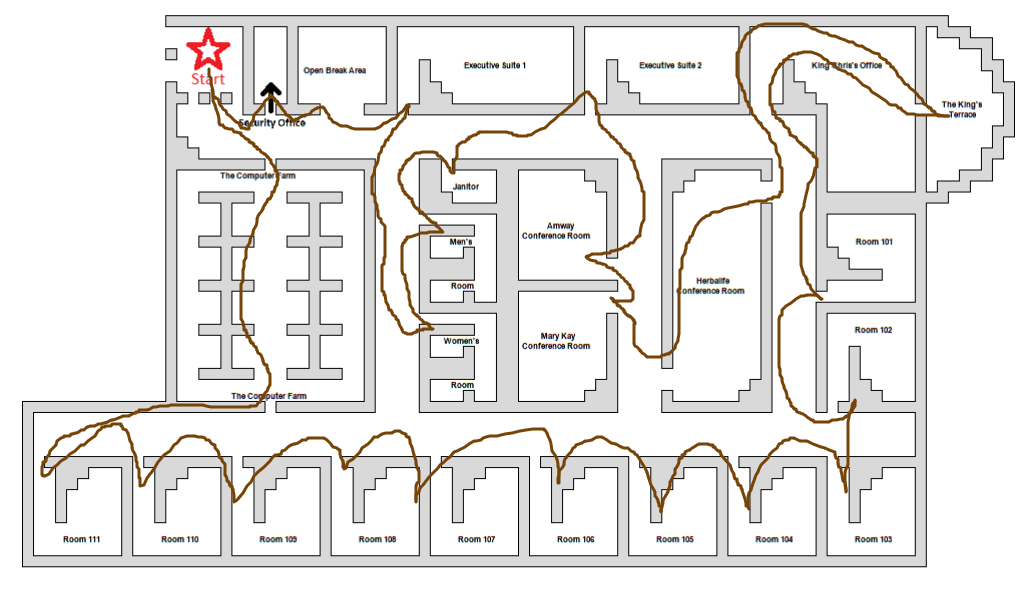 Start
Open Break Area
Executive Suite 1
Executive Suite 2
King Chris's Office
The King's
Terrace
Security Office
The Computer Farm
Janitor
Amway
Conference Room
Men's
Room
Room 101
Herbalife
Conference Room
Mary Kay
Conference Room
Women's
Room
Room 102
The Computer Farm
Room 111
Room 110
Room 109
Room 108
Room 107
Room 106
Room 105
Room 104
Room 103